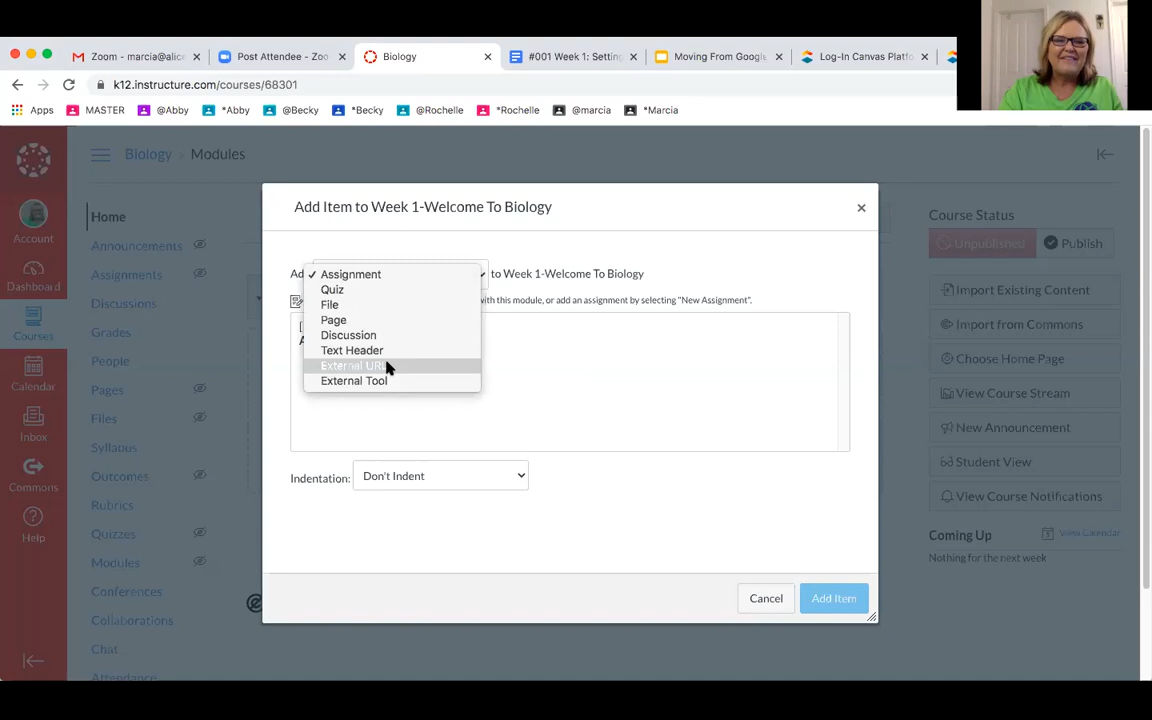 Zoom - marcia@alice
Post Attendee - Zoo
Biology
#001 Week 1: Setting
Moving From Google
Log-In Canvas Platfo
k12.instructure.com/courses/68301
Apps
MASTER
@Abby
*Abby
@Becky
*Becky
@Rochelle
*Rochelle
@marcia
*Marcia
Biology > Modules
Account
Dashboard
Courses
Calendar
Inbox
Commons
Help
Home
Announcements
Assignments
Discussions
Grades
People
Pages
Files
Syllabus
Outcomes
Rubrics
Quizzes
Modules
Conferences
Collaborations
Chat
Attendance
Add Item to Week 1-Welcome To Biology
Ad
to Week 1-Welcome To Biology
Assignment
Quiz
File
Page
Discussion
Text Header
External URL
External Tool
with this module, or add an assignment by selecting "New Assignment".
[
A
Indentation:
Don't Indent
Cancel
Add Item
Course Status
Unpublished
Publish
Import Existing Content
Import from Commons
Choose Home Page
View Course Stream
New Announcement
Student View
View Course Notifications
Coming Up
View Calendar
Nothing for the next week